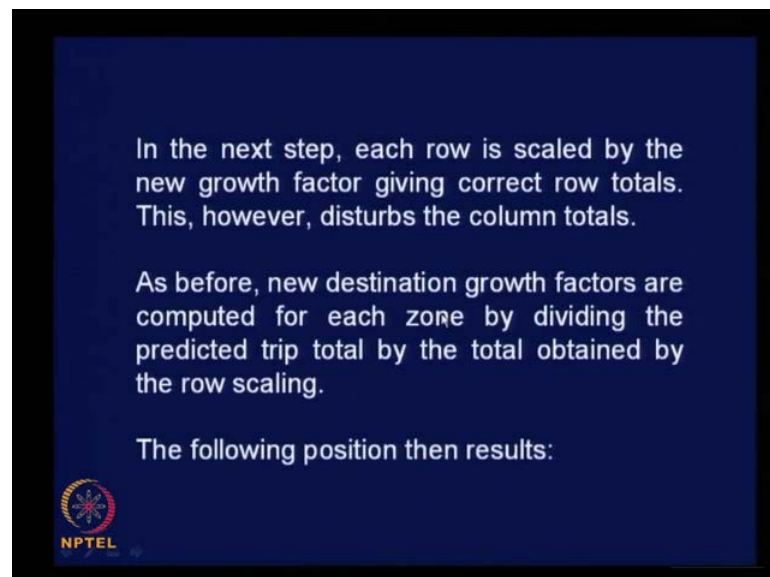 In the next step, each row is scaled by the
new growth factor giving correct row totals.
This, however, disturbs the column totals.
As before, new destination growth factors are
computed for each zone by dividing the
predicted trip total by the total obtained by
the row scaling.
The following position then results:
NPTEL